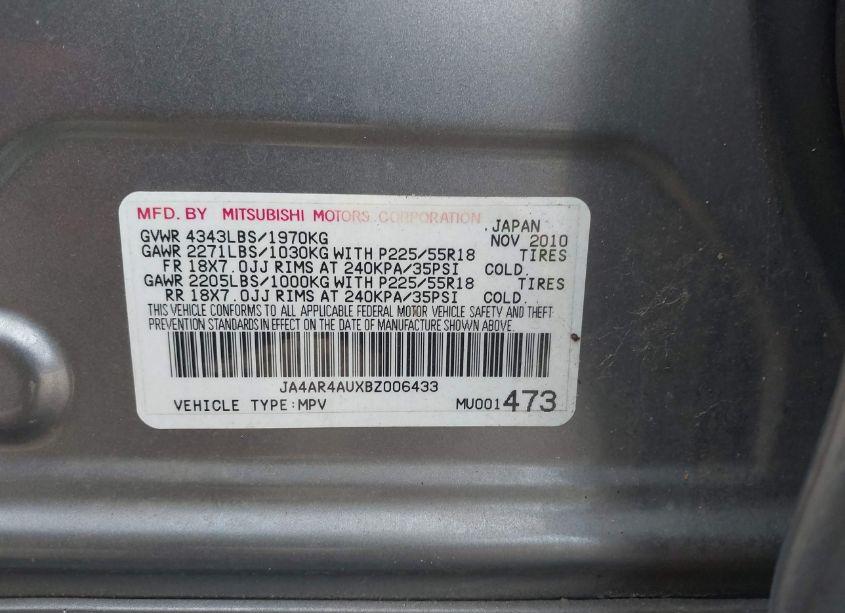 MFD. BY MITSUBISHI MOTORS CORPORATION
JAPAN
GVWR 4343LBS/1970KG NOV 2010
GAWR 2271LBS/1030KG WITH P225/55R18 TIRES
FR 18X7.0JJ RIMS AT 240KPA/35PSI COLD.
GAWR 2205LBS/1000KG WITH P225/55R18 TIRES
RR 18X7.0JJ RIMS AT 240KPA/35PSI COLD.
THIS VEHICLE CONFORMS TO ALL APPLICABLE FEDERAL MOTOR VEHICLE SAFETY AND THEFT
PREVENTION STANDARDS IN EFFECT ON THE DATE OF MANUFACTURE SHOWN ABOVE.
JA4AR4AUXBZ006433
VEHICLE TYPE:MPV MU001473